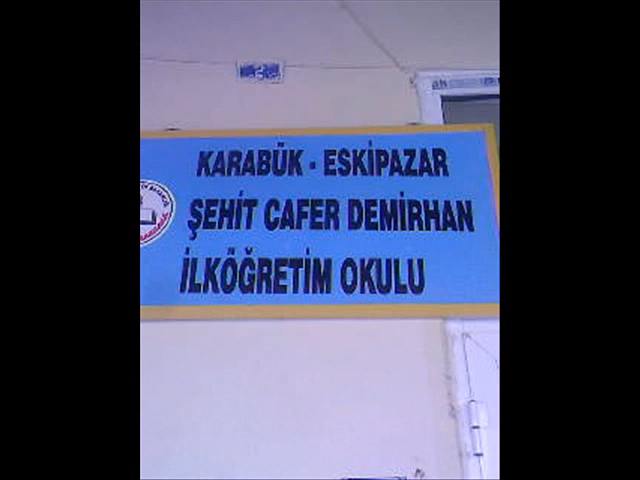 KARABÜK - ESKİPAZAR
ŞEHİT CAFER DEMİRHAN
İLKÖĞRETİM OKULU